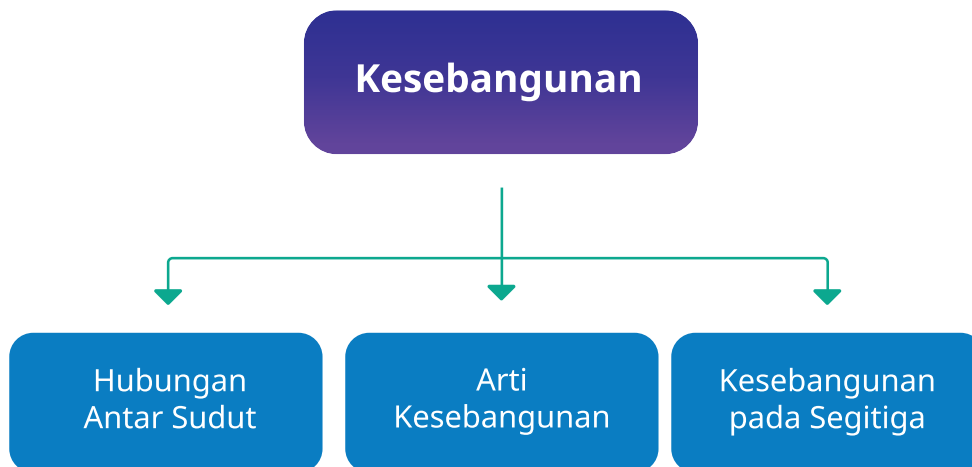 Kesebangunan
Hubungan
Antar Sudut
Arti
Kesebangunan
Kesebangunan
pada Segitiga